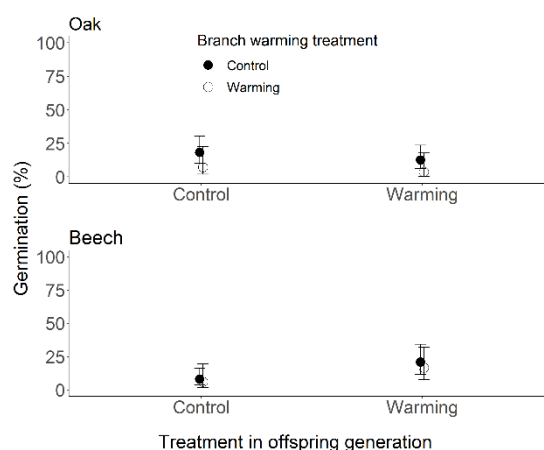 Oak
Branch warming treatment
Control
Warming
100
75
50
25
0
Control Warming
Germination (%)
Beech
100
75
50
25
0
Control Warming
Treatment in offspring generation